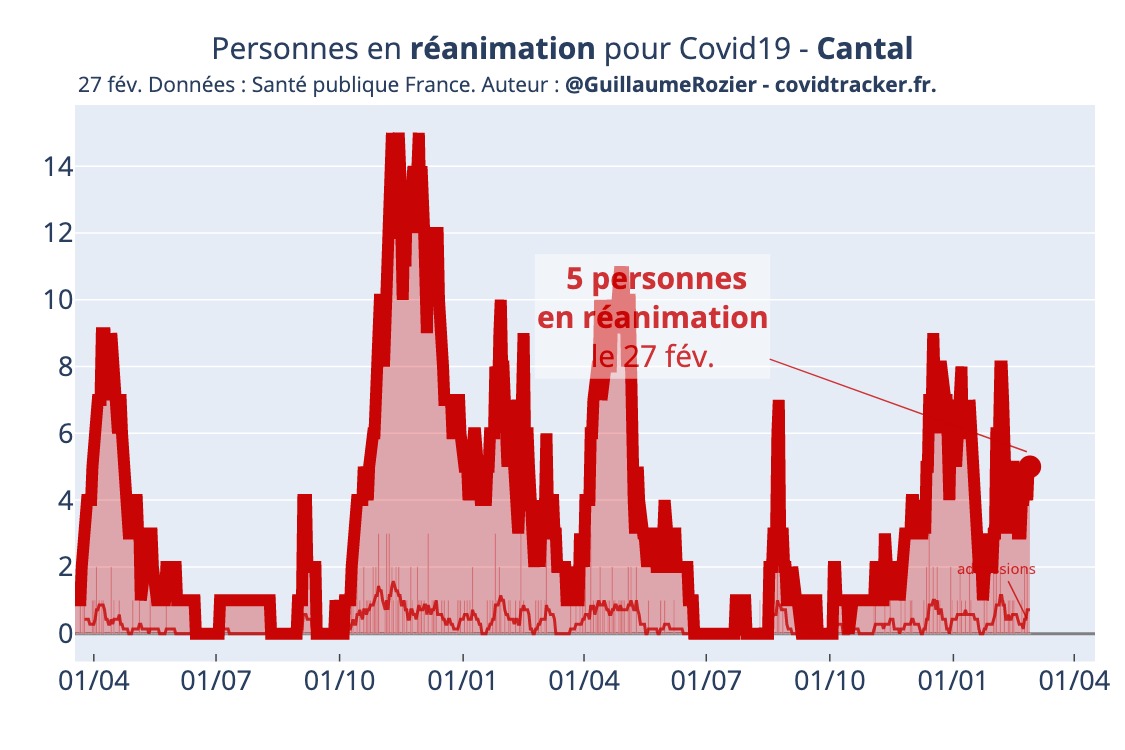 Personnes en réanimation pour Covid19 - Cantal
27 fév. Données : Santé publique France. Auteur : @GuillaumeRozier - covidtracker.fr.
14
12
10
8
6
4
2
0
5 personnes
en réanimation
le 27 fév.
admissions
01/04
01/07
01/10
01/01
01/04
01/07
01/10
01/01
01/04